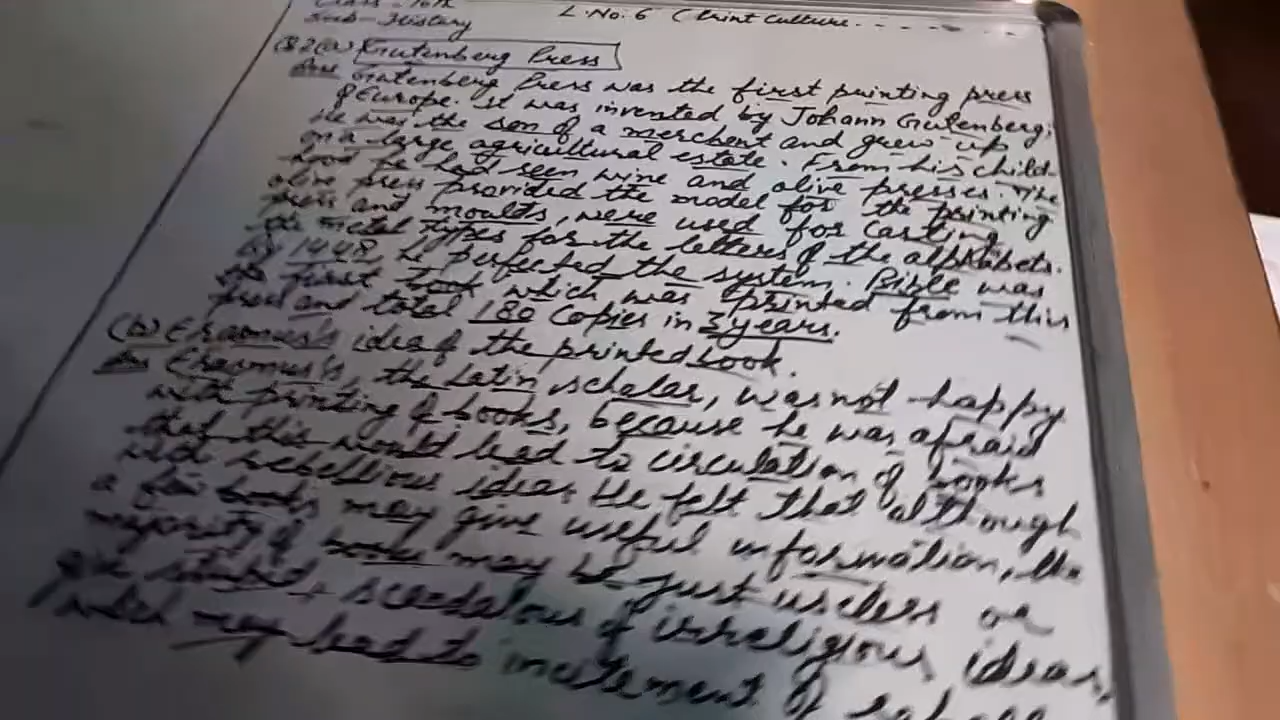 Class - 10th
Sub - History
L. No. 6 (Print Culture
Q.2 (a) Gutenberg Press
Ans Gutenberg Press was the first printing press
of Europe. It was invented by Johann Gutenberg.
He was the son of a merchent and grew up
on a large agricultural estate. From his child-
hood he had seen wine and olive presses. The
olive press provided the model for the printing
press and moulds, were used for casting
the metal types for the letters of the alphabets.
By 1448 he perfected the system. Bible was
the first book which was printed from this
press and total 180 Copies in 3 years.
(b) Erasmus's idea of the printed book.
Ans Erasmus's, the Latin scholar, was not happy
with printing of books, because he was afraid
that this would lead to circulation of books
with rebellious ideas. He felt that although
a few books may give useful information, the
majority of books may be just useless or
scandalous of irreligious ideas,
which may lead to incitement of